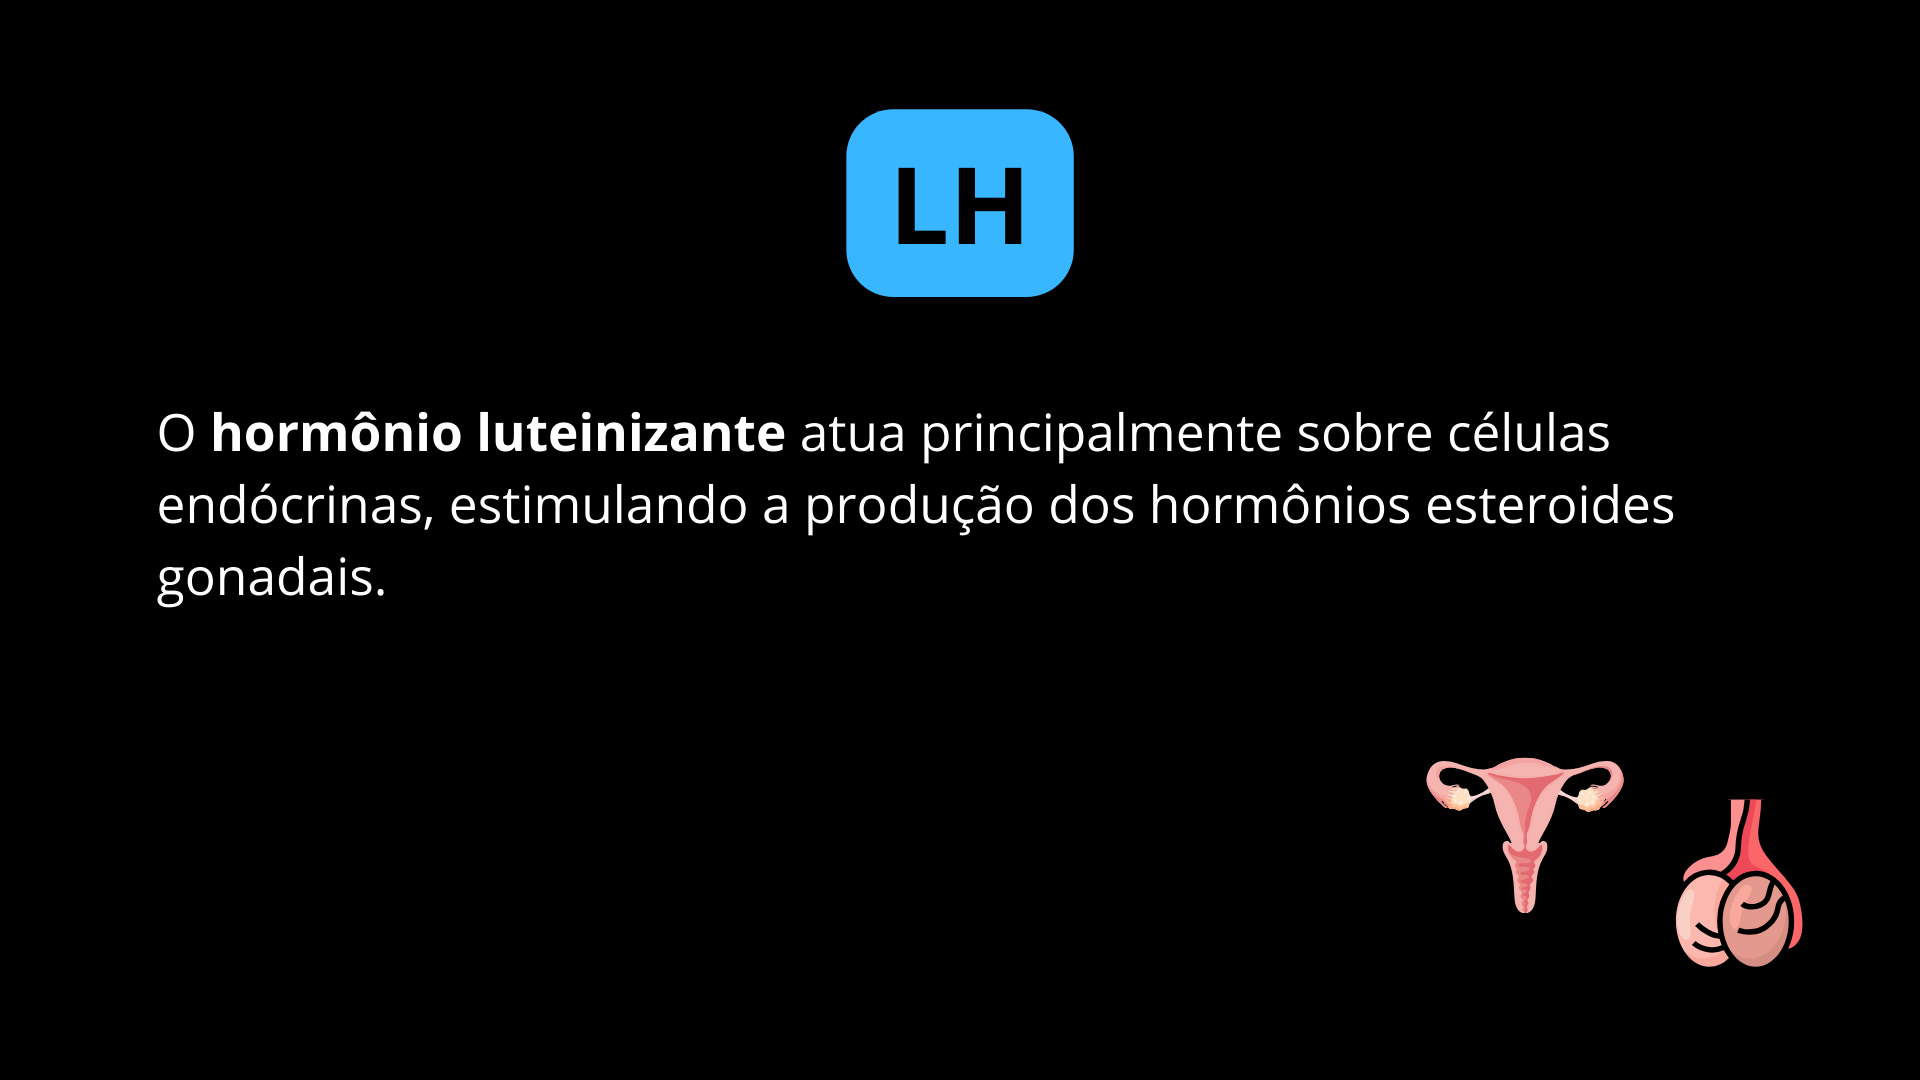 LH
O hormônio luteinizante atua principalmente sobre células
endócrinas, estimulando a produção dos hormônios esteroides
gonadais.